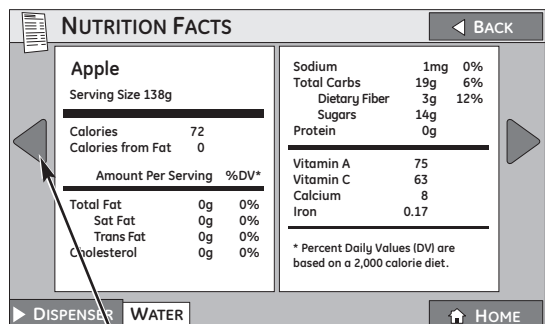 NUTRITION FACTS
BACK
Apple
Serving Size 138g
Calories 72
Calories from Fat 0
Amount Per Serving %DV*
Total Fat 0g 0%
Sat Fat 0g 0%
Trans Fat 0g 0%
Cholesterol 0g 0%
Sodium 1mg 0%
Total Carbs 19g 6%
Dietary Fiber 3g 12%
Sugars 14g
Protein 0g
Vitamin A 75
Vitamin C 63
Calcium 8
Iron 0.17
* Percent Daily Values (DV) are
based on a 2,000 calorie diet.
DISPENSER WATER
HOME